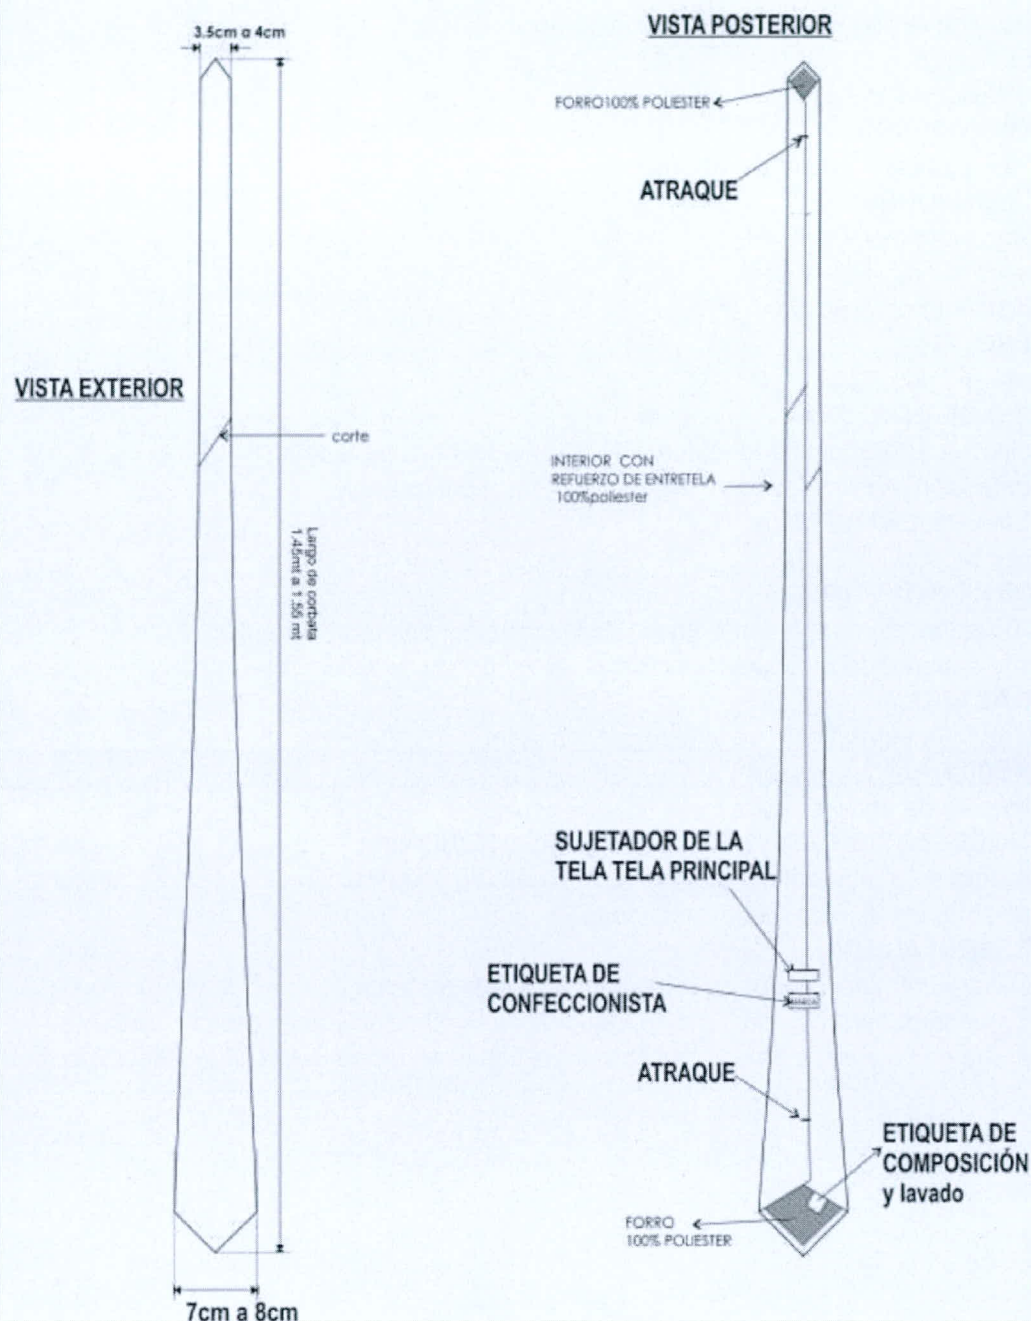 3.5cm a 4cm
VISTA EXTERIOR
corte
Largo de corbata
1.45mt a 1.55 mt
7cm a 8cm
VISTA POSTERIOR
FORRO100% POLIESTER
ATRAQUE
INTERIOR CON
REFUERZO DE ENTRETELA
100%poliester
SUJETADOR DE LA
TELA TELA PRINCIPAL
ETIQUETA DE
CONFECCIONISTA
MARCA
ATRAQUE
ETIQUETA DE
COMPOSICIÓN
y lavado
FORRO
100% POLIESTER